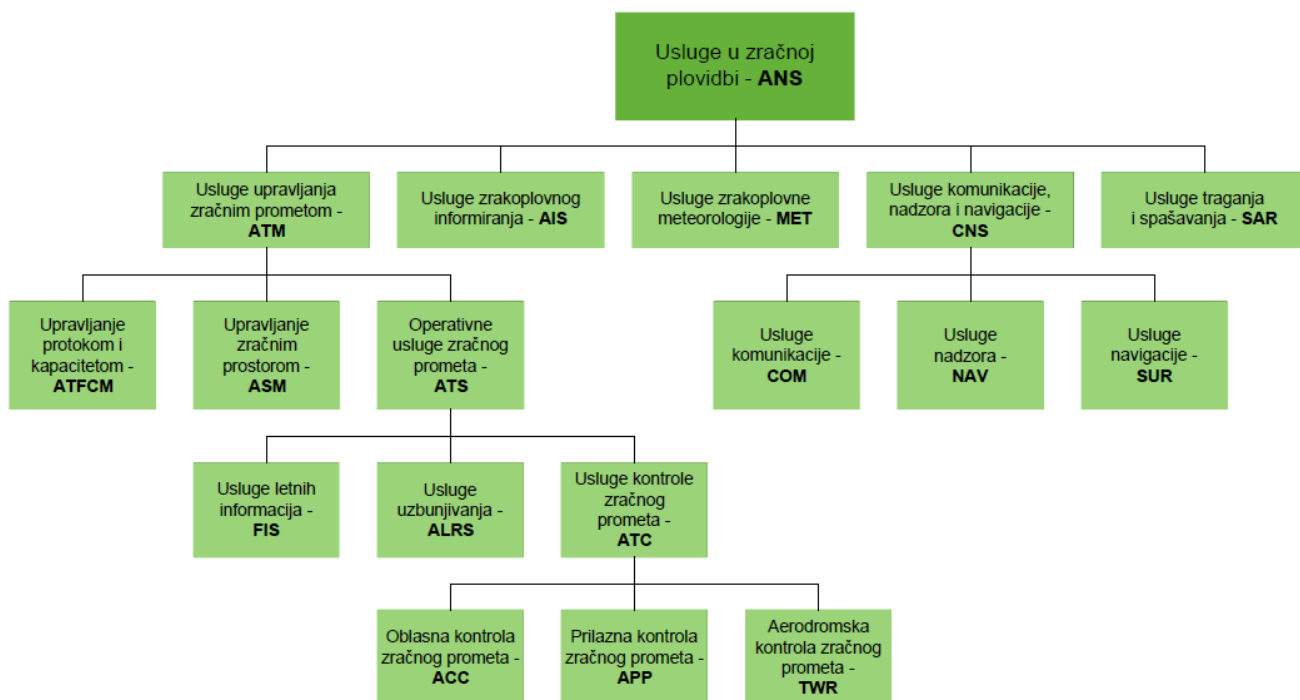 Usluge u zračnoj
plovidbi - ANS
Usluge upravljanja
zračnim prometom -
ATM
Usluge zrakoplovnog
informiranja - AIS
Usluge zrakoplovne
meteorologije - MET
Usluge komunikacije,
nadzora i navigacije -
CNS
Usluge traganja
i spašavanja - SAR
Upravljanje
protokom i
kapacitetom -
ATFCM
Upravljanje
zračnim
prostorom -
ASM
Operativne
usluge zračnog
prometa -
ATS
Usluge
komunikacije -
COM
Usluge
nadzora -
NAV
Usluge
navigacije -
SUR
Usluge letnih
informacija -
FIS
Usluge
uzbunjivanja -
ALRS
Usluge kontrole
zračnog
prometa -
ATC
Oblasna kontrola
zračnog prometa -
ACC
Prilazna kontrola
zračnog prometa -
APP
Aerodromska
kontrola zračnog
prometa -
TWR